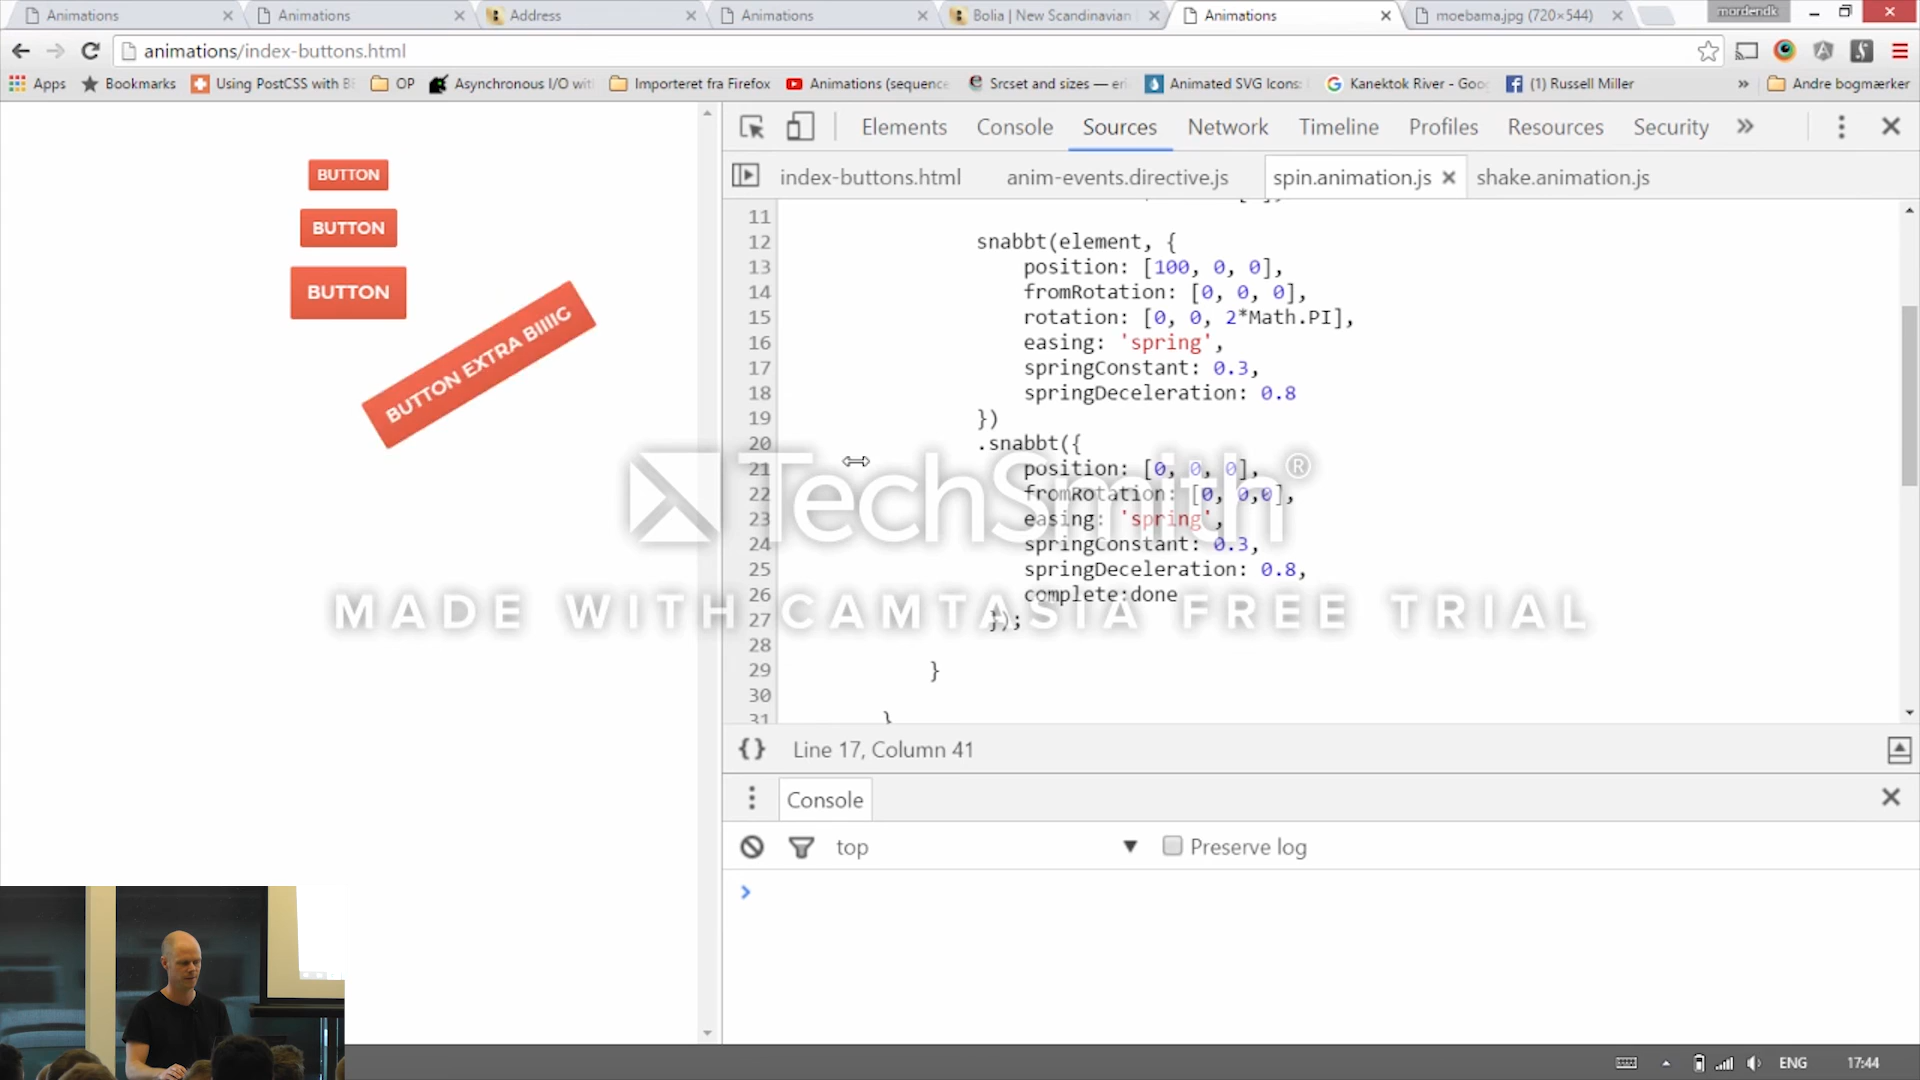 Animations
Animations
Address
Animations
Bolia | New Scandinavian
Animations
moebama.jpg (720×544)
mordendk
animations/index-buttons.html
Apps
Bookmarks
Using PostCSS with BE
OP
Asynchronous I/O wit
Importeret fra Firefox
Animations (sequence
Srcset and sizes — eri
Animated SVG Icons:
Kanektok River - Goo
(1) Russell Miller
»
Andre bogmærker
BUTTON
BUTTON
BUTTON
BUTTON EXTRA BIIIIG
Elements Console Sources Network Timeline Profiles Resources Security »
index-buttons.html anim-events.directive.js spin.animation.js shake.animation.js
11
12 snabbt(element, {
13 position: [100, 0, 0],
14 fromRotation: [0, 0, 0],
15 rotation: [0, 0, 2*Math.PI],
16 easing: 'spring',
17 springConstant: 0.3,
18 springDeceleration: 0.8
19 })
20 .snabbt({
21 position: [0, 0, 0],
22 fromRotation: [0, 0,0],
23 easing: 'spring',
24 springConstant: 0.3,
25 springDeceleration: 0.8,
26 complete:done
27 });
28
29 }
30
31 }
TechSmith®
MADE WITH CAMTASIA FREE TRIAL
{} Line 17, Column 41
Console
top
Preserve log
ENG
17:44